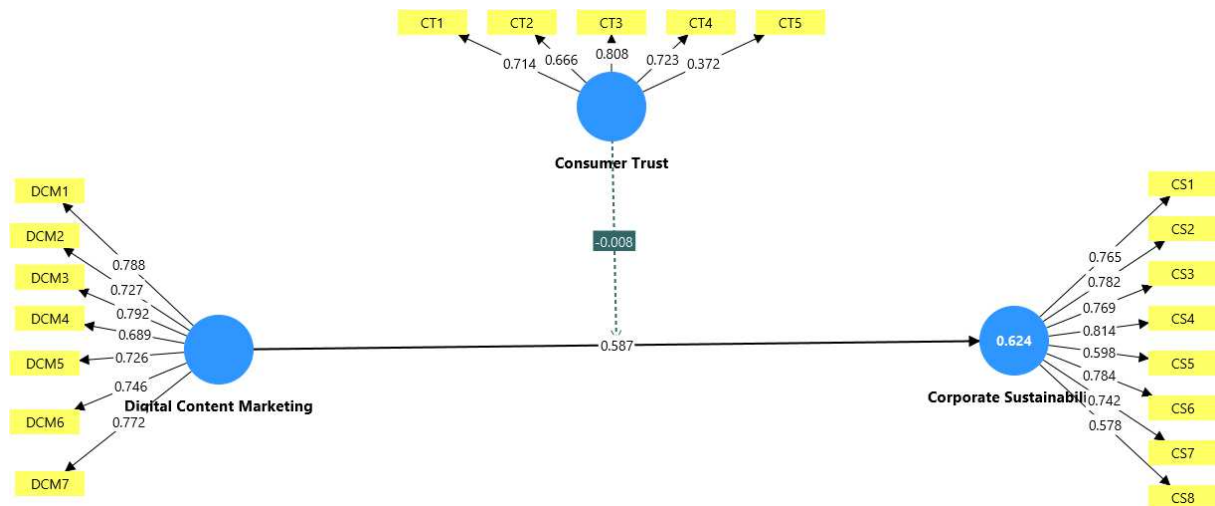 CT1 CT2 CT3 CT4 CT5
0.714 0.666 0.808 0.723 0.372
Consumer Trust
-0.008
DCM1
DCM2
DCM3
DCM4
DCM5
DCM6
DCM7
0.788
0.727
0.792
0.689
0.726
0.746
0.772
Digital Content Marketing
0.587
0.624
Corporate Sustainabili
0.765
0.782
0.769
0.814
0.598
0.784
0.742
0.578
CS1
CS2
CS3
CS4
CS5
CS6
CS7
CS8